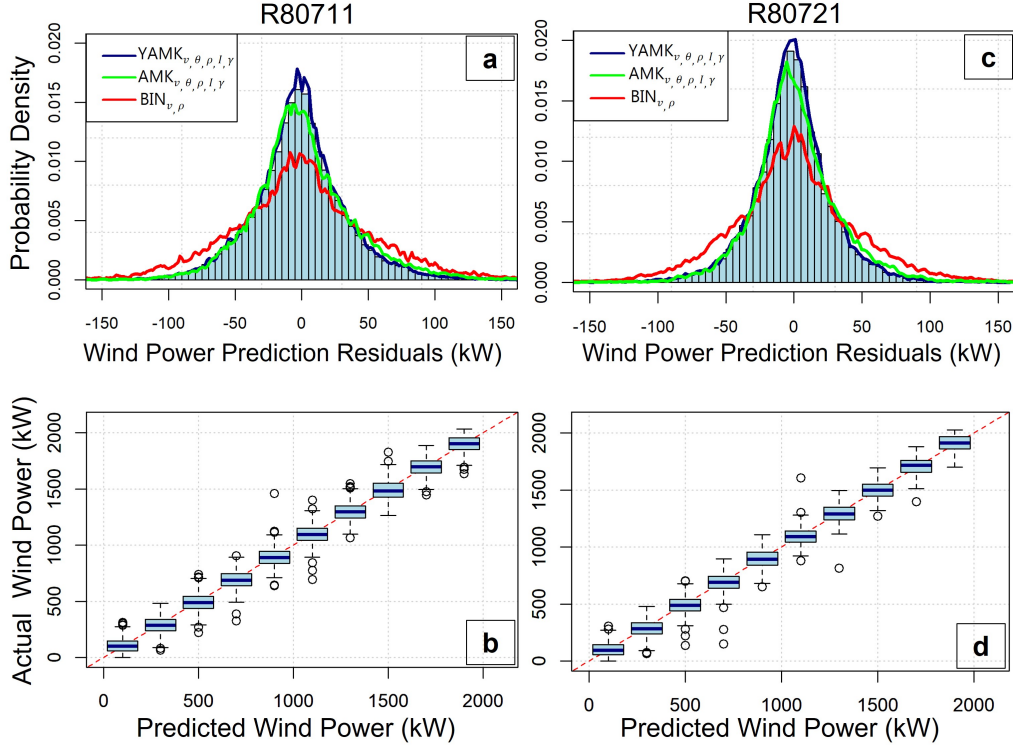 R80711
R80721
Probability Density
0.000 0.005 0.010 0.015 0.020
YAMKv,θ,ρ,I,γ
AMKv,θ,ρ,I,γ
BINv,ρ
a
-150 -50 0 50 100 150
Wind Power Prediction Residuals (kW)
0.000 0.005 0.010 0.015 0.020
YAMKv,θ,ρ,I,γ
AMKv,θ,ρ,I,γ
BINv,ρ
c
-150 -100 -50 0 50 100 150
Wind Power Prediction Residuals (kW)
Actual Wind Power (kW)
0 500 1000 1500 2000
b
0 500 1000 1500 2000
Predicted Wind Power (kW)
0 500 1000 1500 2000
d
0 500 1000 1500 2000
Predicted Wind Power (kW)